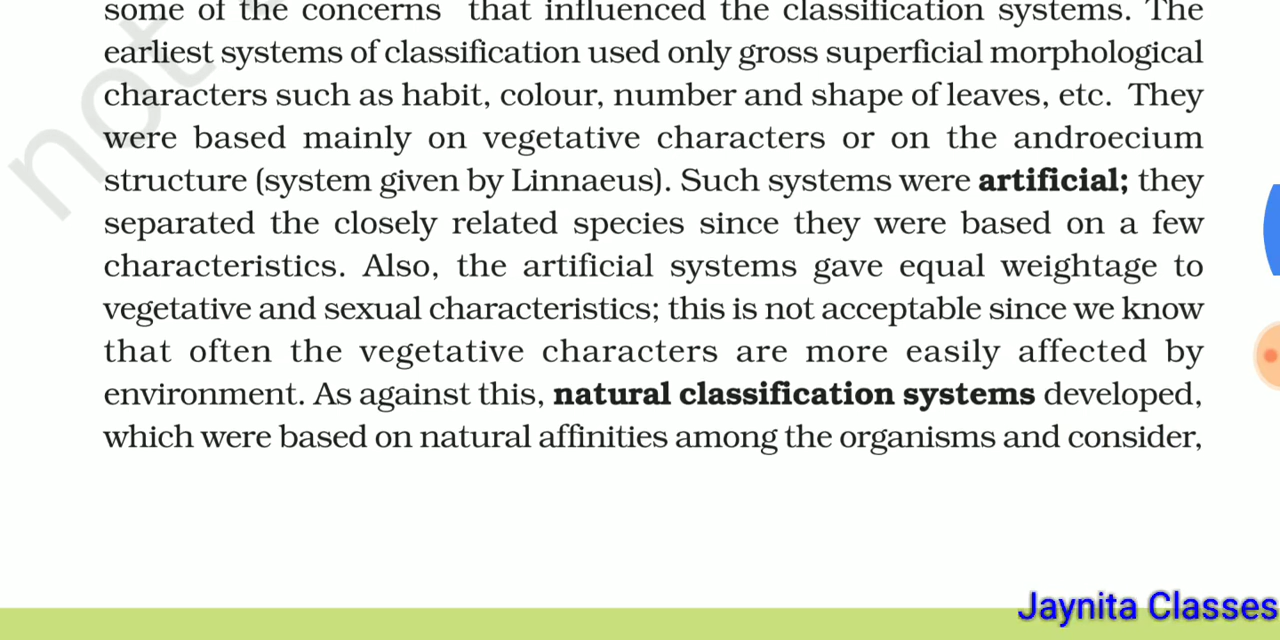 some of the concerns that influenced the classification systems. The
earliest systems of classification used only gross superficial morphological
characters such as habit, colour, number and shape of leaves, etc. They
were based mainly on vegetative characters or on the androecium
structure (system given by Linnaeus). Such systems were artificial; they
separated the closely related species since they were based on a few
characteristics. Also, the artificial systems gave equal weightage to
vegetative and sexual characteristics; this is not acceptable since we know
that often the vegetative characters are more easily affected by
environment. As against this, natural classification systems developed,
which were based on natural affinities among the organisms and consider,
not
Jaynita Classes